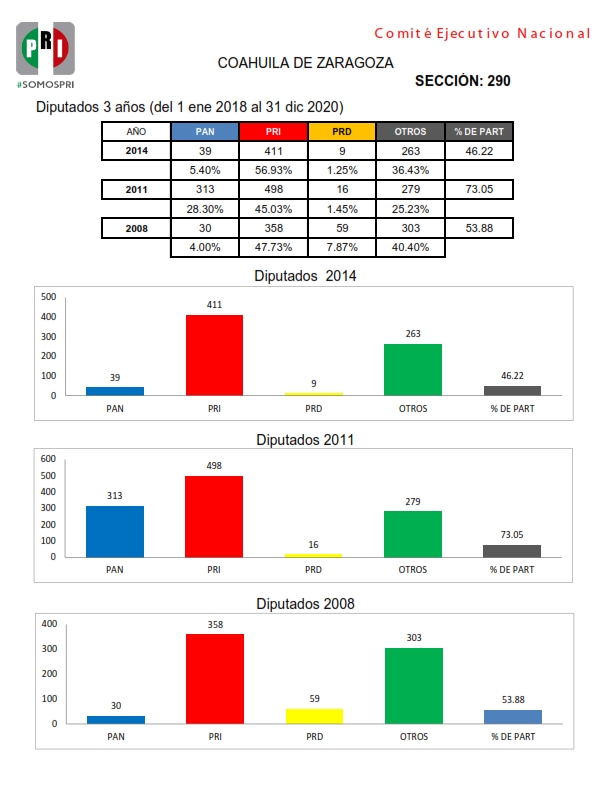 Comité Ejecutivo Nacional
PRI
#SOMOSPRI
COAHUILA DE ZARAGOZA
SECCIÓN: 290
Diputados 3 años (del 1 ene 2018 al 31 dic 2020)
AÑO PAN PRI PRD OTROS % DE PART
2014 39 411 9 263 46.22
5.40% 56.93% 1.25% 36.43%
2011 313 498 16 279 73.05
28.30% 45.03% 1.45% 25.23%
2008 30 358 59 303 53.88
4.00% 47.73% 7.87% 40.40%
Diputados 2014
500
400
300
200
100
0
39 411 9 263 46.22
PAN PRI PRD OTROS % DE PART
Diputados 2011
600
500
400
300
200
100
0
313 498 16 279 73.05
PAN PRI PRD OTROS % DE PART
Diputados 2008
400
300
200
100
0
30 358 59 303 53.88
PAN PRI PRD OTROS % DE PART